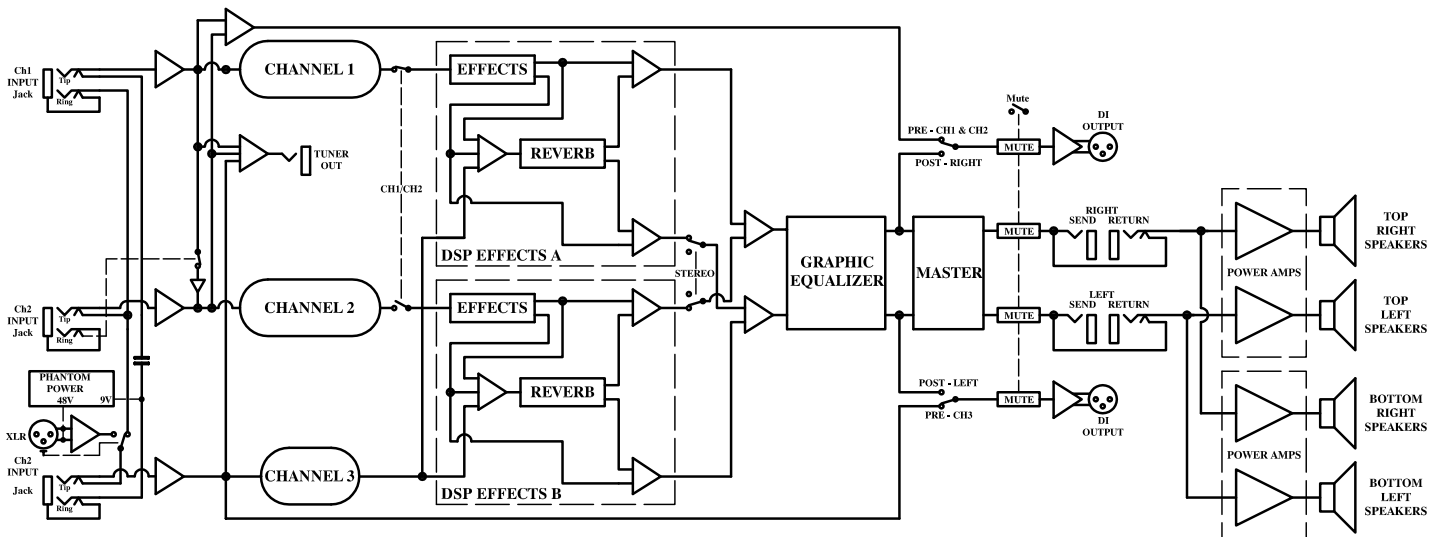 Ch1
INPUT
Jack
Tip
Ring
CHANNEL 1
EFFECTS
REVERB
DSP EFFECTS A
TUNER
OUT
CH1/CH2
Mute
PRE - CH1 & CH2
POST - RIGHT
MUTE
DI
OUTPUT
Ch2
INPUT
Jack
Tip
Ring
CHANNEL 2
EFFECTS
REVERB
DSP EFFECTS B
STEREO
GRAPHIC
EQUALIZER
MASTER
MUTE
RIGHT
SEND
RETURN
MUTE
LEFT
SEND
RETURN
POWER AMPS
TOP
RIGHT
SPEAKERS
TOP
LEFT
SPEAKERS
PHANTOM
POWER
48V
9V
XLR
Ch2
INPUT
Jack
Tip
Ring
CHANNEL 3
POST - LEFT
PRE - CH3
MUTE
DI
OUTPUT
POWER AMPS
BOTTOM
RIGHT
SPEAKERS
BOTTOM
LEFT
SPEAKERS